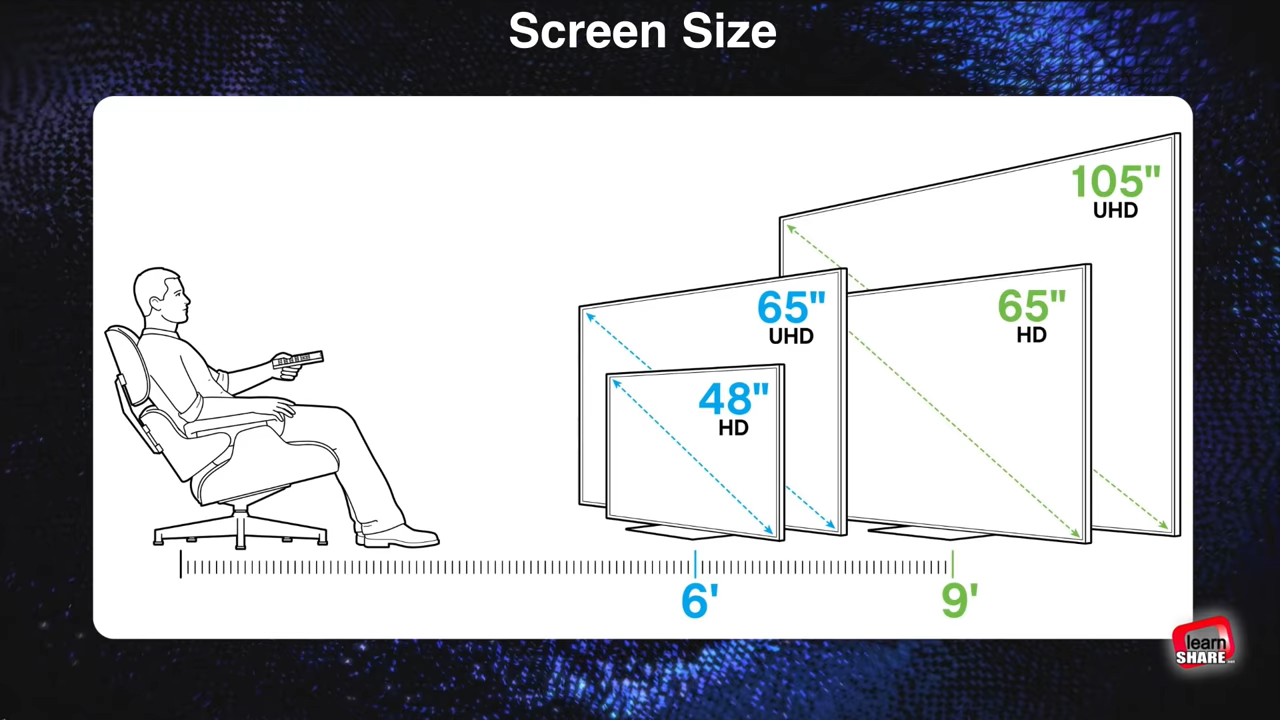 Screen Size
105"
UHD
65"
UHD
65"
HD
48"
HD
6'
9'
learn
SHARE